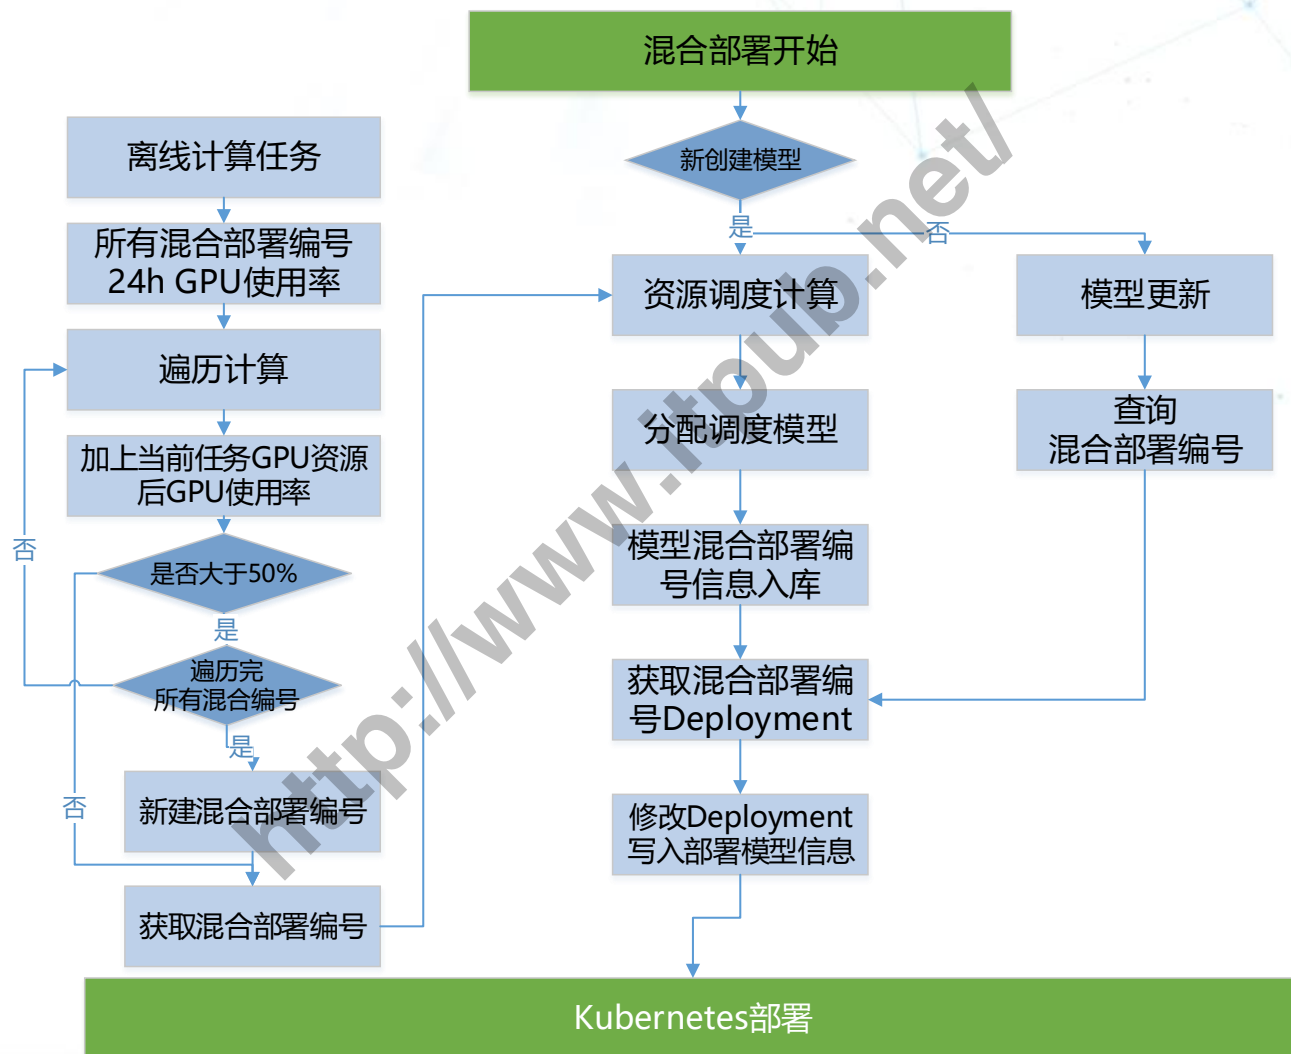 混合部署开始
新创建模型
是
否
资源调度计算
模型更新
分配调度模型
查询
混合部署编号
模型混合部署编
号信息入库
获取混合部署编
号Deployment
修改Deployment
写入部署模型信息
离线计算任务
所有混合部署编号
24h GPU使用率
遍历计算
加上当前任务GPU资源
后GPU使用率
否
是否大于50%
是
遍历完
所有混合编号
是
否
新建混合部署编号
获取混合部署编号
Kubernetes部署
http://www.itpub.net/